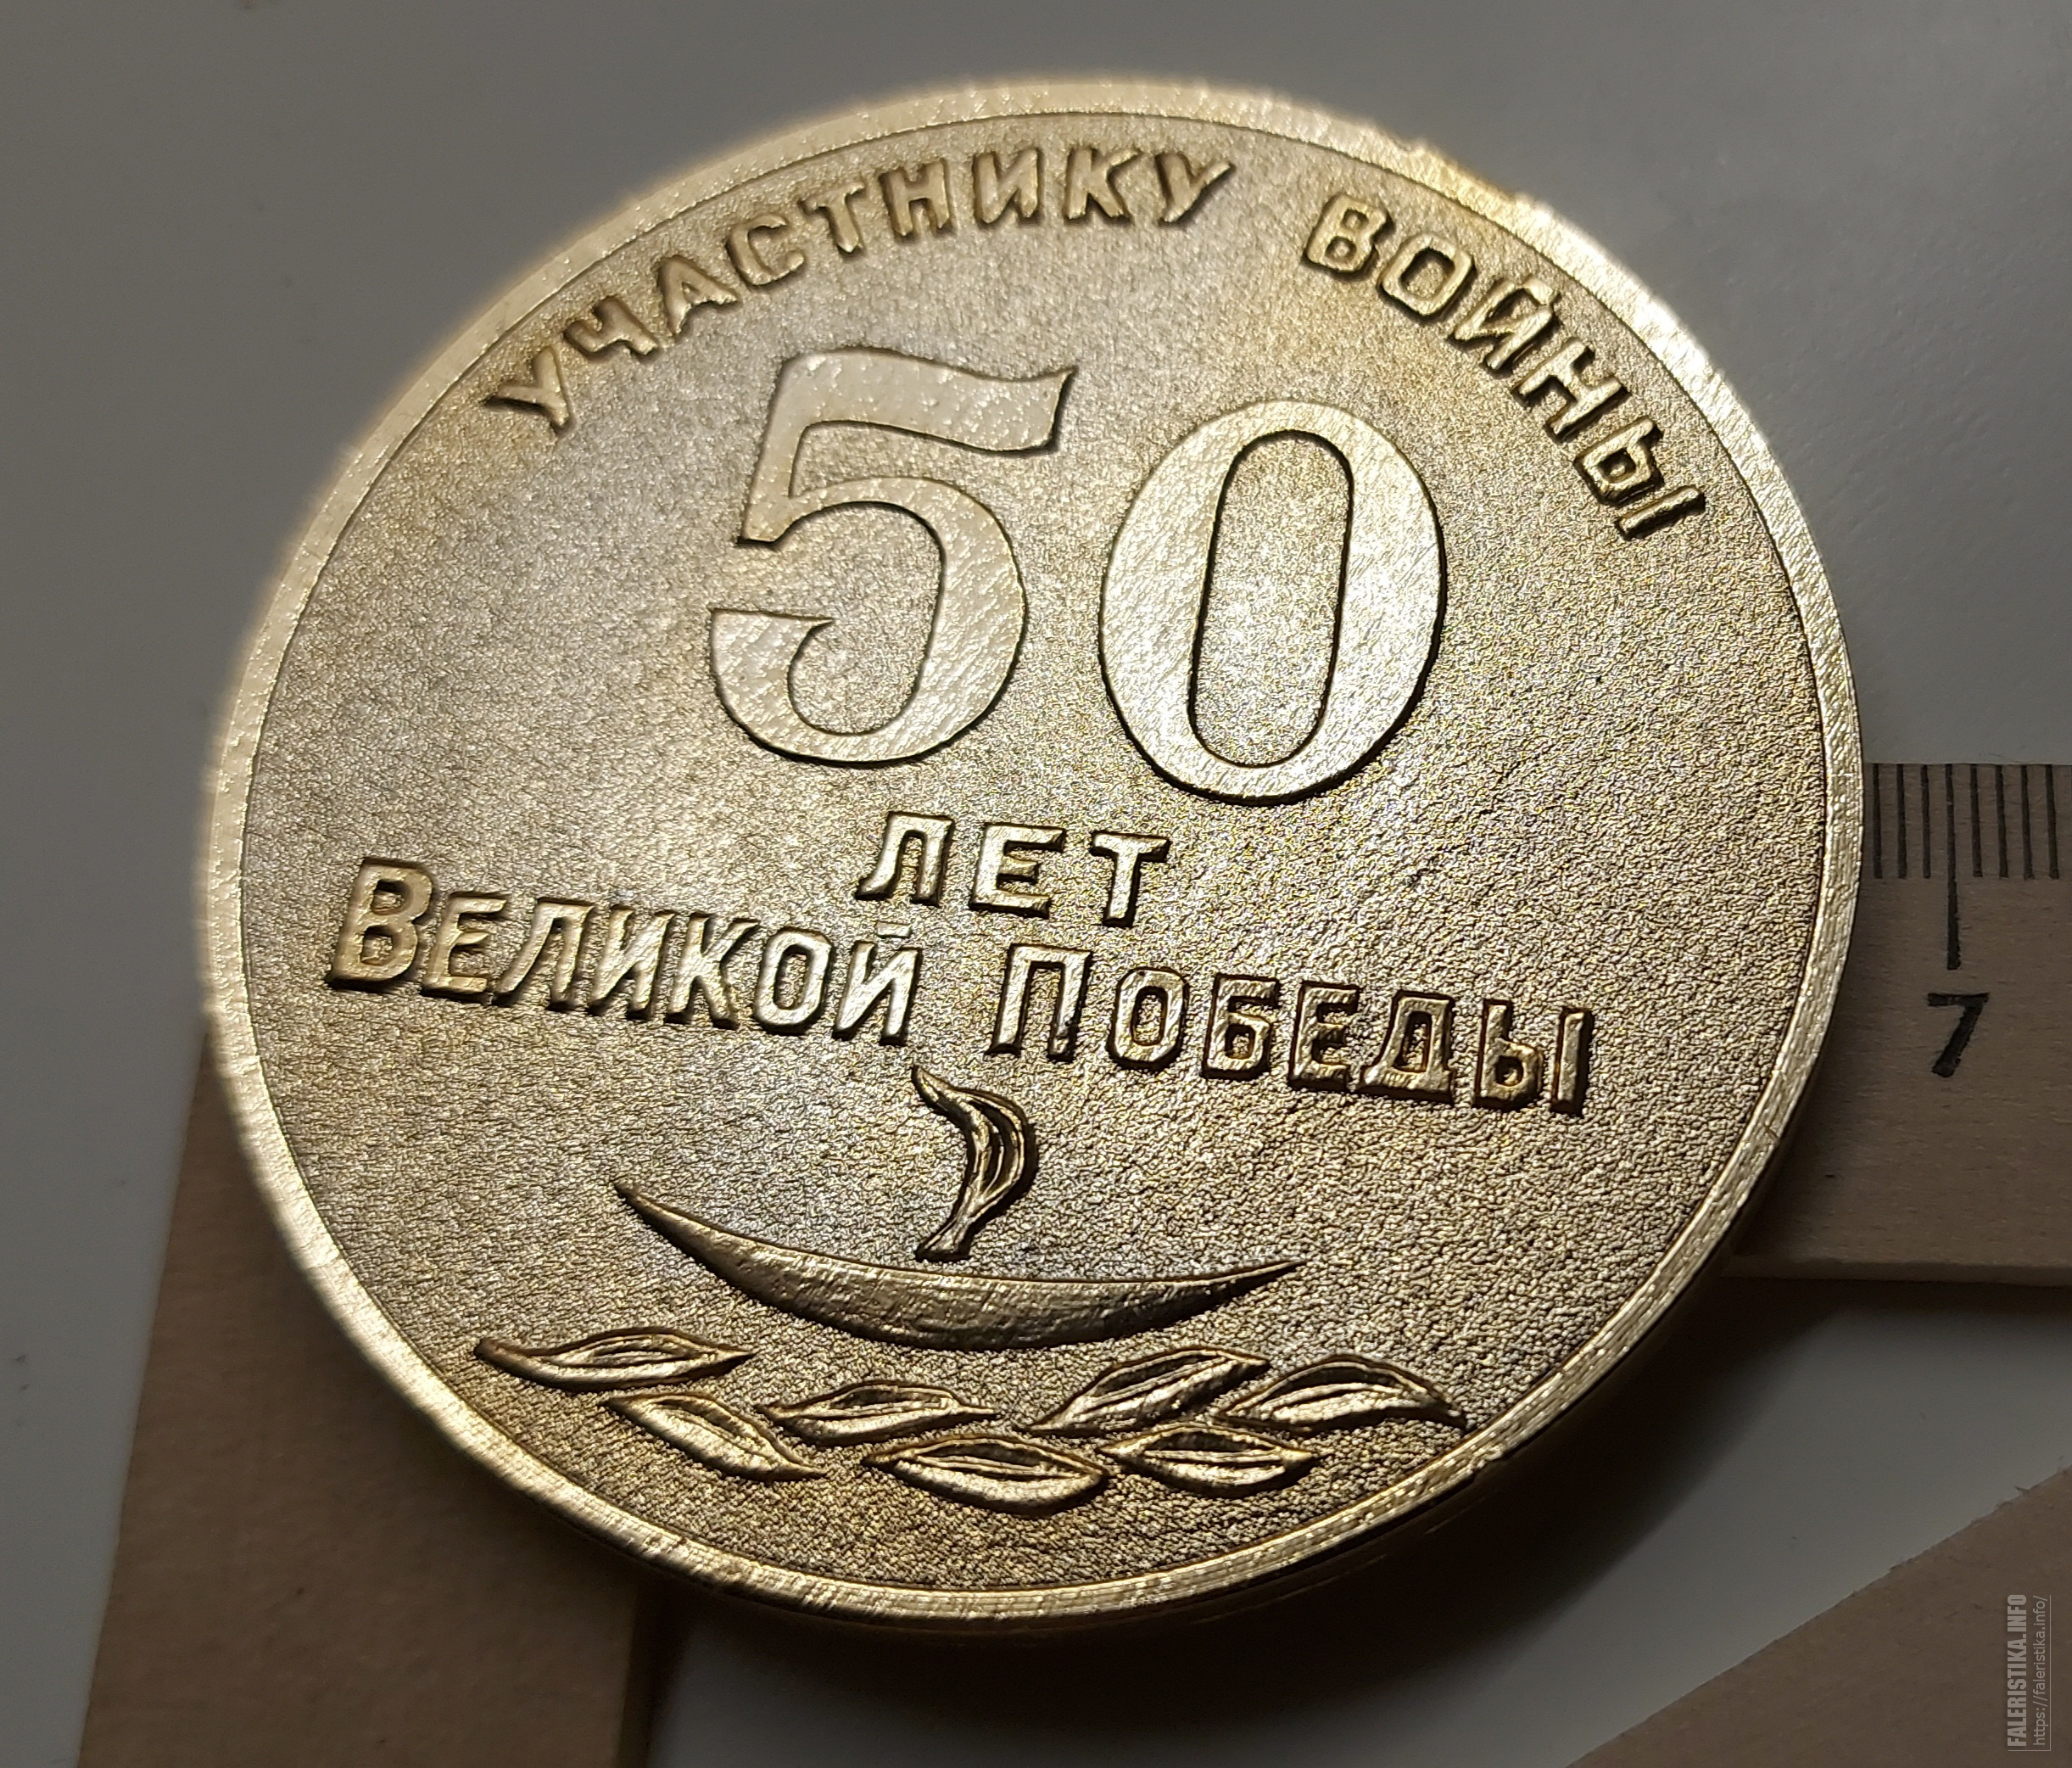 УЧАСТНИКУ ВОЙНЫ
50
ЛЕТ
ВЕЛИКОЙ ПОБЕДЫ
7
FALERISTIKA.INFO
https://faleristika.info/